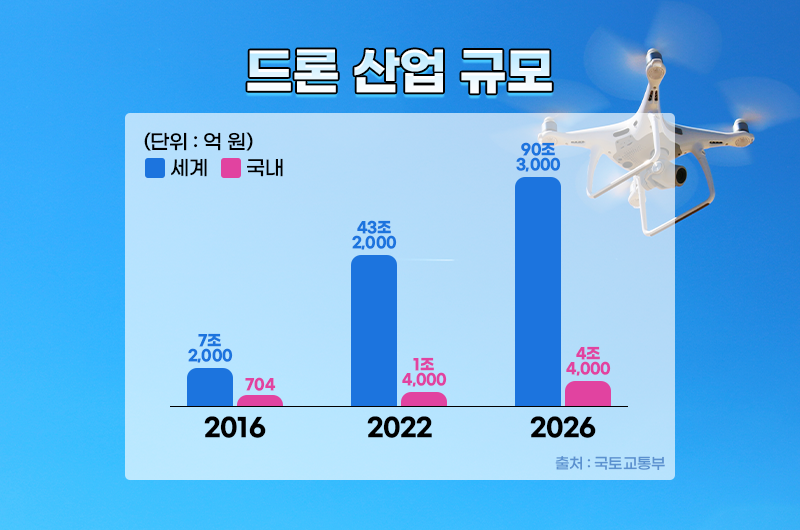 드론 산업 규모
(단위 : 억 원)
세계 국내
7조
2,000
704
2016
43조
2,000
1조
4,000
2022
90조
3,000
4조
4,000
2026
출처 : 국토교통부